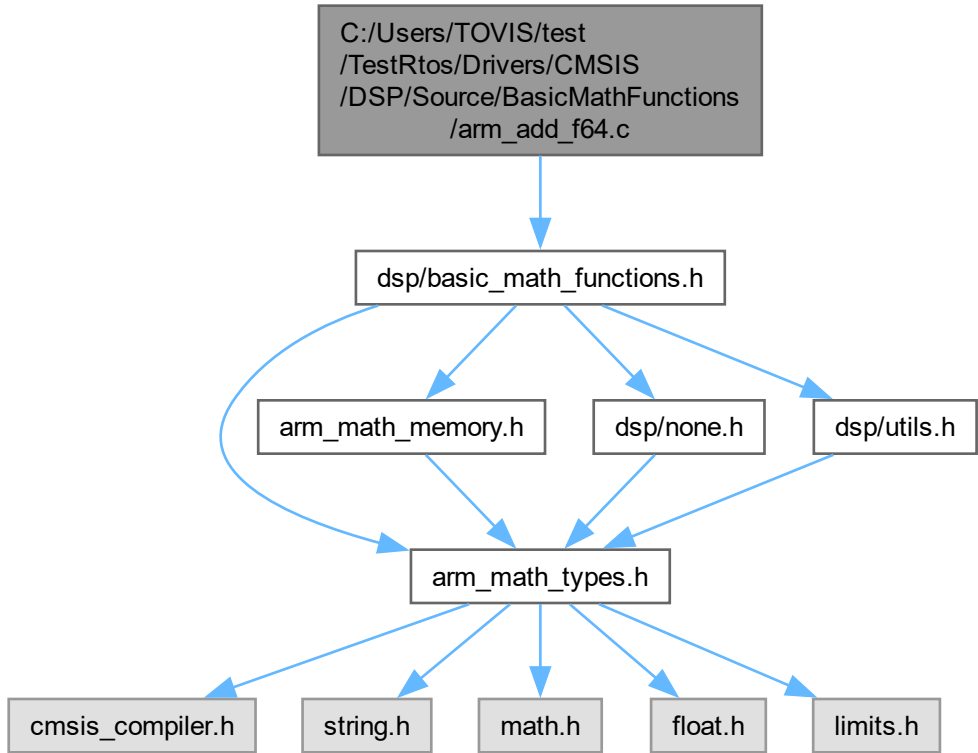 C:/Users/TOVIS/test
/TestRtos/Drivers/CMSIS
/DSP/Source/BasicMathFunctions
/arm_add_f64.c
dsp/basic_math_functions.h
arm_math_memory.h
dsp/none.h
dsp/utils.h
arm_math_types.h
cmsis_compiler.h
string.h
math.h
float.h
limits.h